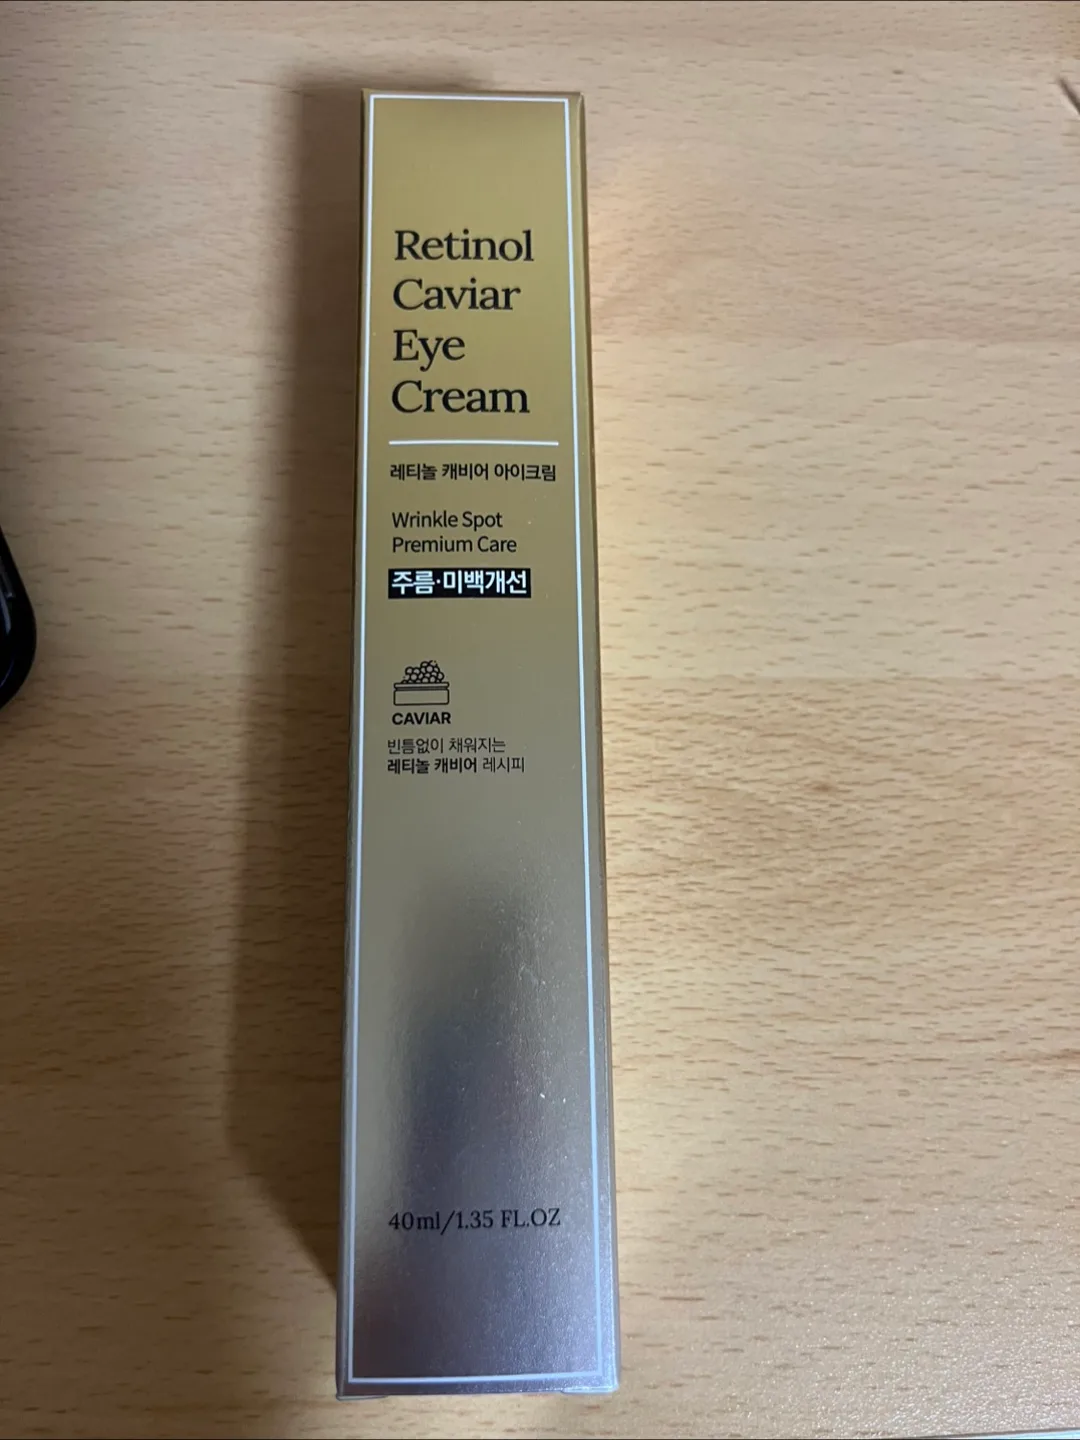 Retinol
Caviar
Eye
Cream
레티놀 캐비어 아이크림
Wrinkle Spot
Premium Care
주름·미백개선
CAVIAR
빈틈없이 채워지는
레티놀 캐비어 레시피
40ml/1.35 FL.OZ